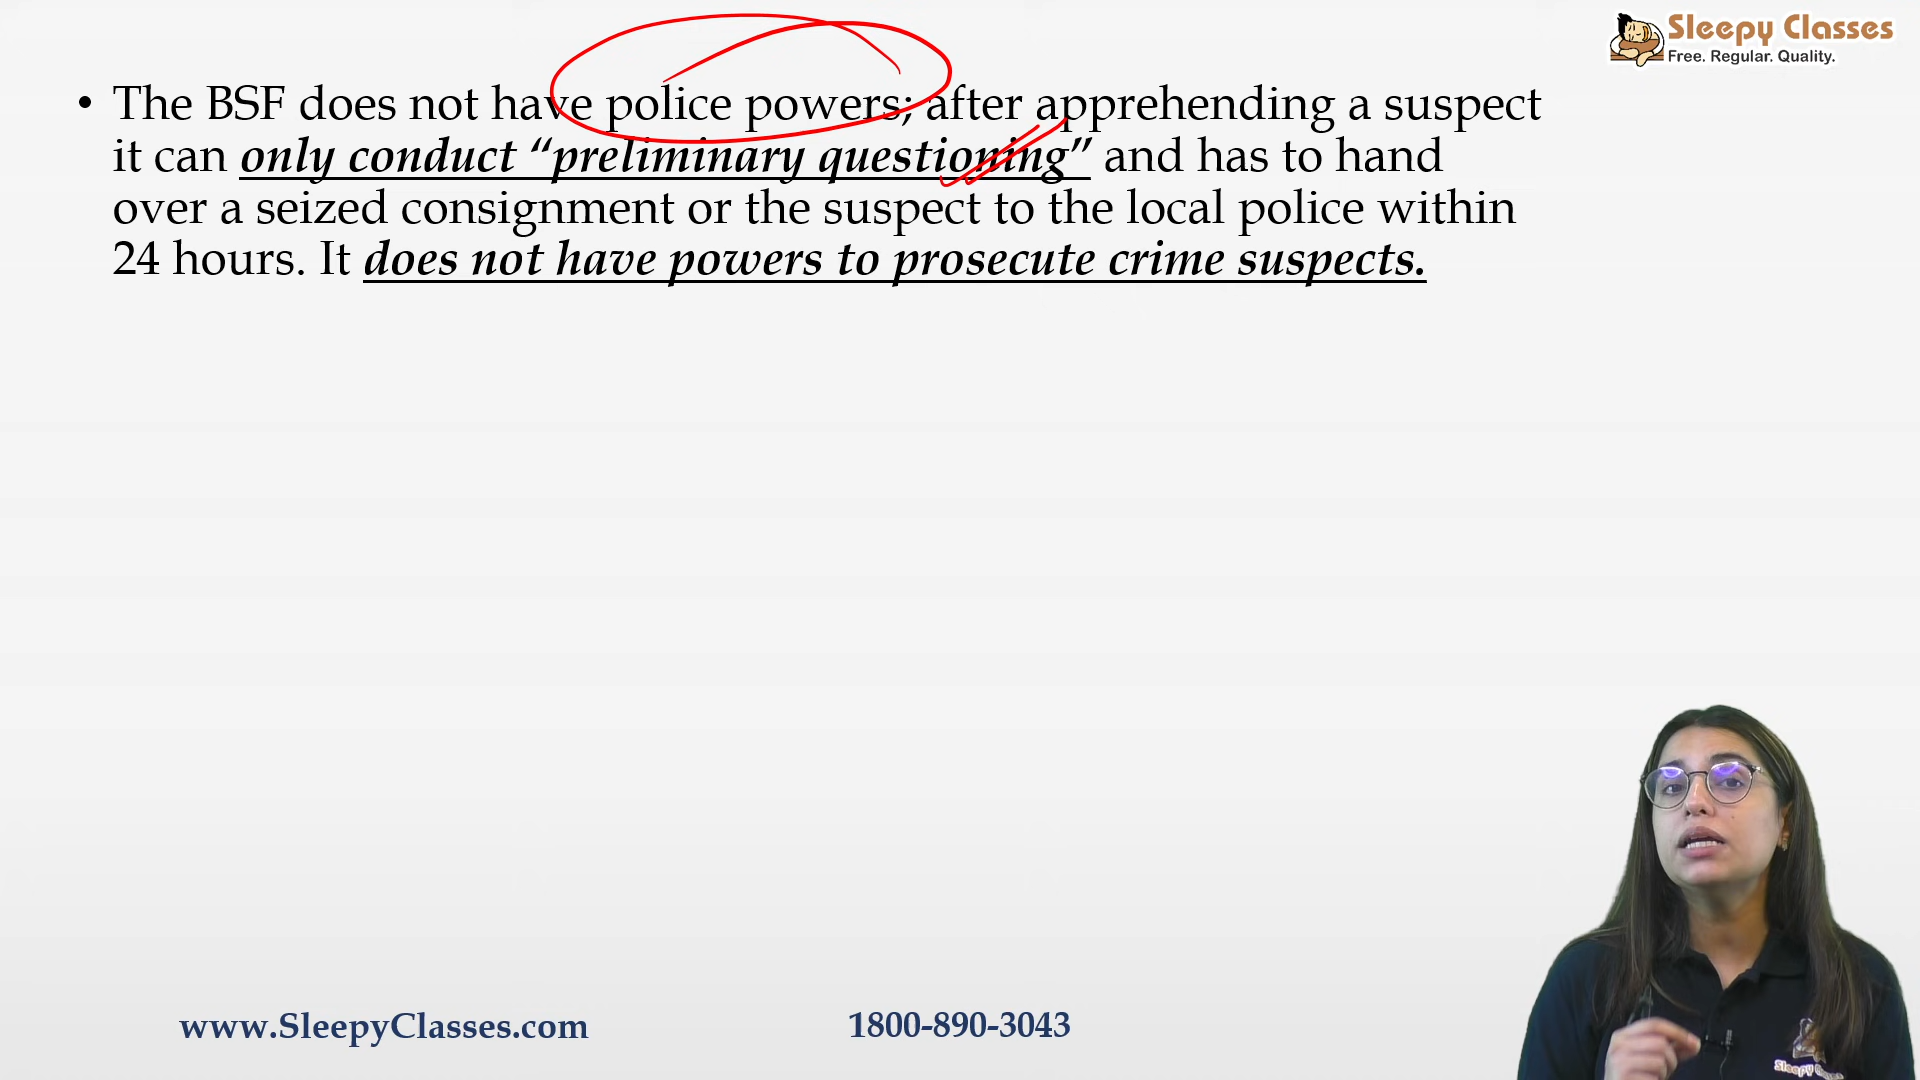 Sleepy Classes
Free. Regular. Quality.
• The BSF does not have police powers; after apprehending a suspect
it can only conduct “preliminary questioning” and has to hand
over a seized consignment or the suspect to the local police within
24 hours. It does not have powers to prosecute crime suspects.
www.SleepyClasses.com
1800-890-3043